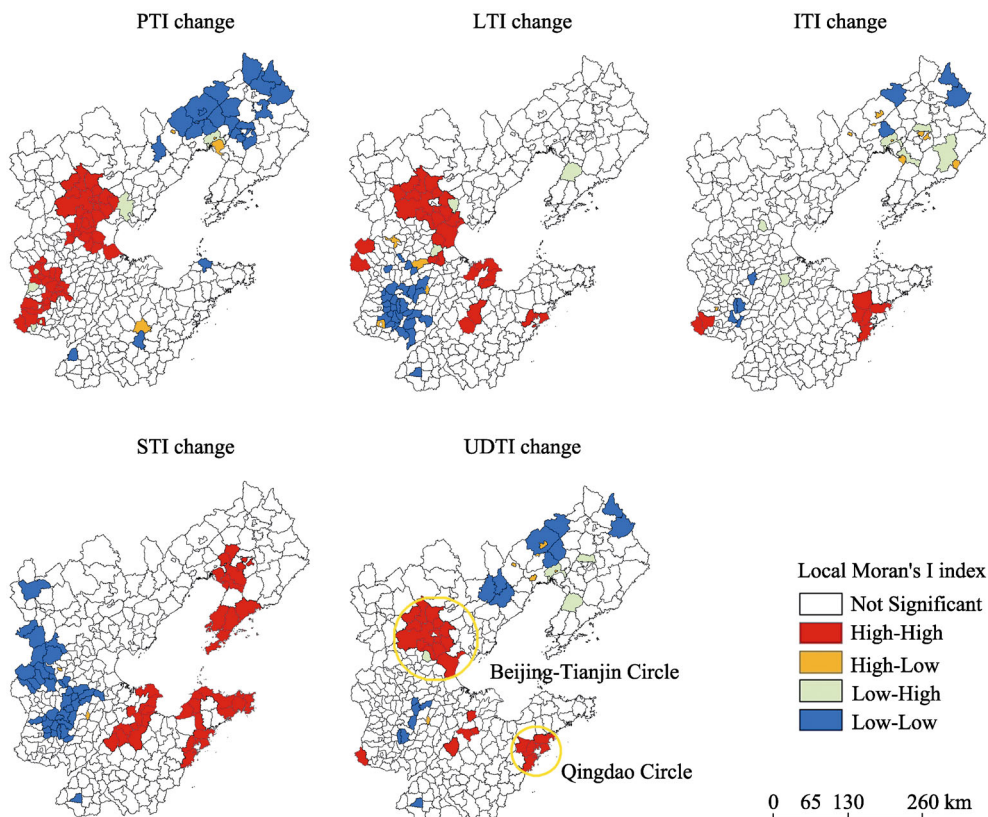 PTI change
LTI change
ITI change
STI change
UDTI change
Beijing-Tianjin Circle
Qingdao Circle
Local Moran's I index
Not Significant
High-High
High-Low
Low-High
Low-Low
0 65 130 260 km